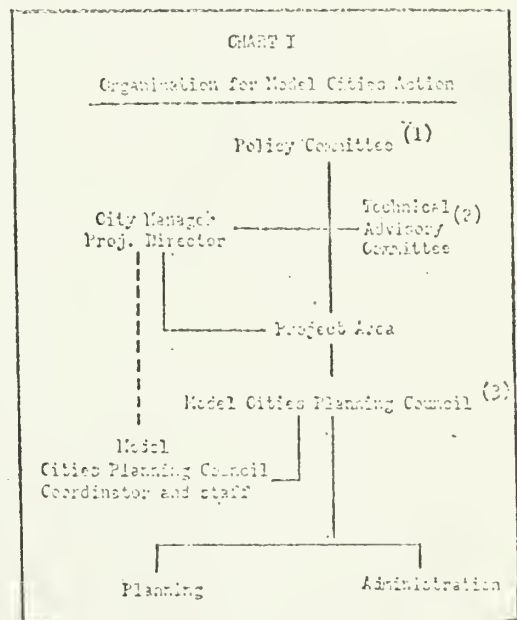 CHART I
Organization for Model Cities Action
Policy Committee (1)
City Manager
Proj. Director
Technical (2)
Advisory
Committee
Project Area
Model Cities Planning Council (3)
Model
Cities Planning Council
Coordinator and staff
Planning
Administration